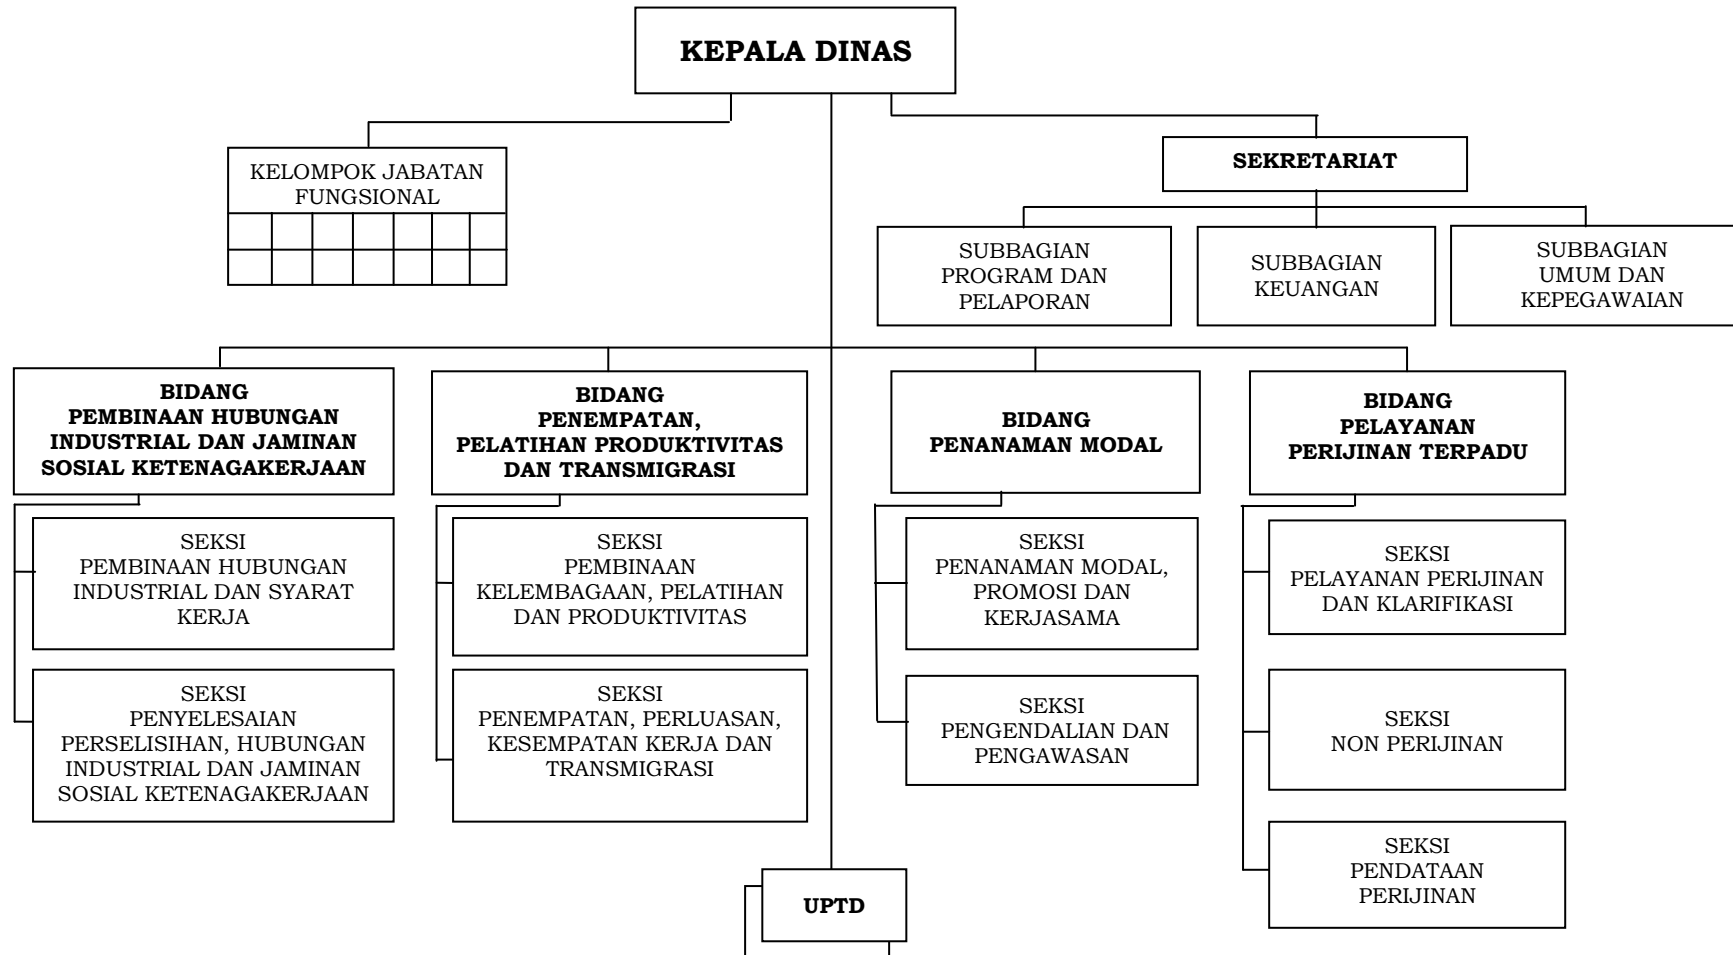 KEPALA DINAS
KELOMPOK JABATAN
FUNGSIONAL
SEKRETARIAT
SUBBAGIAN
PROGRAM DAN
PELAPORAN
SUBBAGIAN
KEUANGAN
SUBBAGIAN
UMUM DAN
KEPEGAWAIAN
BIDANG
PEMBINAAN HUBUNGAN
INDUSTRIAL DAN JAMINAN
SOSIAL KETENAGAKERJAAN
BIDANG
PENEMPATAN,
PELATIHAN PRODUKTIVITAS
DAN TRANSMIGRASI
BIDANG
PENANAMAN MODAL
BIDANG
PELAYANAN
PERIJINAN TERPADU
SEKSI
PEMBINAAN HUBUNGAN
INDUSTRIAL DAN SYARAT
KERJA
SEKSI
PEMBINAAN
KELEMBAGAAN, PELATIHAN
DAN PRODUKTIVITAS
SEKSI
PENANAMAN MODAL,
PROMOSI DAN
KERJASAMA
SEKSI
PELAYANAN PERIJINAN
DAN KLARIFIKASI
SEKSI
PENYELESAIAN
PERSELISIHAN, HUBUNGAN
INDUSTRIAL DAN JAMINAN
SOSIAL KETENAGAKERJAAN
SEKSI
PENEMPATAN, PERLUASAN,
KESEMPATAN KERJA DAN
TRANSMIGRASI
SEKSI
PENGENDALIAN DAN
PENGAWASAN
SEKSI
NON PERIJINAN
SEKSI
PENDATAAN
PERIJINAN
UPTD